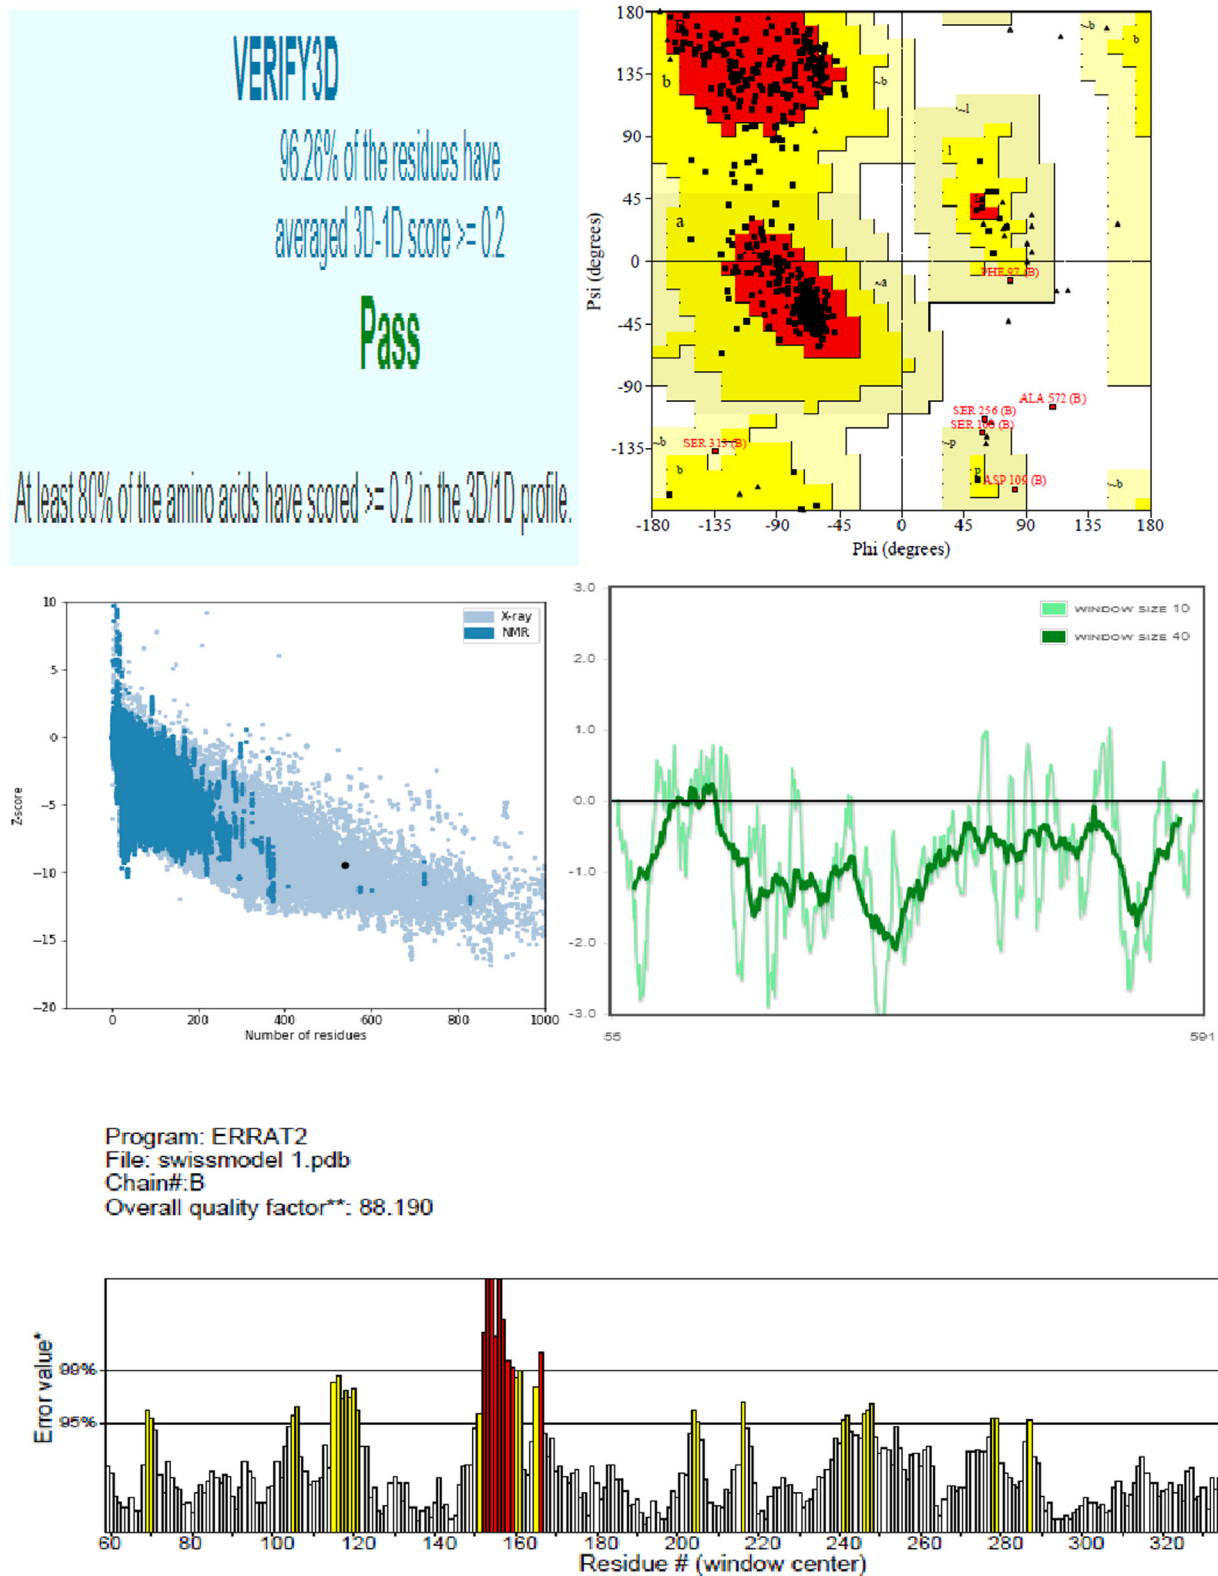 VERIFY3D
96.26% of the residues have
averaged 3D-1D score >= 0.2
Pass
At least 80% of the amino acids have scored >= 0.2 in the 3D/1D profile.
180
135
90
45
0
-45
-90
-135
-180 -135 -90 -45 0 45 90 135 180
Psi (degrees)
Phi (degrees)
B
b
~b
~b
b
~l
l
a
~a
PHE 97 (B)
ALA 572 (B)
SER 256 (B)
SER 313 (B)
ASP 109 (B)
~b
b
~p
p
~b
10
5
0
−5
−10
−15
−20
0 200 400 600 800 1000
Z-score
Number of residues
X-ray
NMR
3.0
2.0
1.0
0.0
-1.0
-2.0
-3.0
55 591
WINDOW SIZE 10
WINDOW SIZE 40
Program: ERRAT2
File: swissmodel 1.pdb
Chain#:B
Overall quality factor**: 88.190
Error value*
99%
95%
60 80 100 120 140 160 180 200 220 240 260 280 300 320
Residue # (window center)